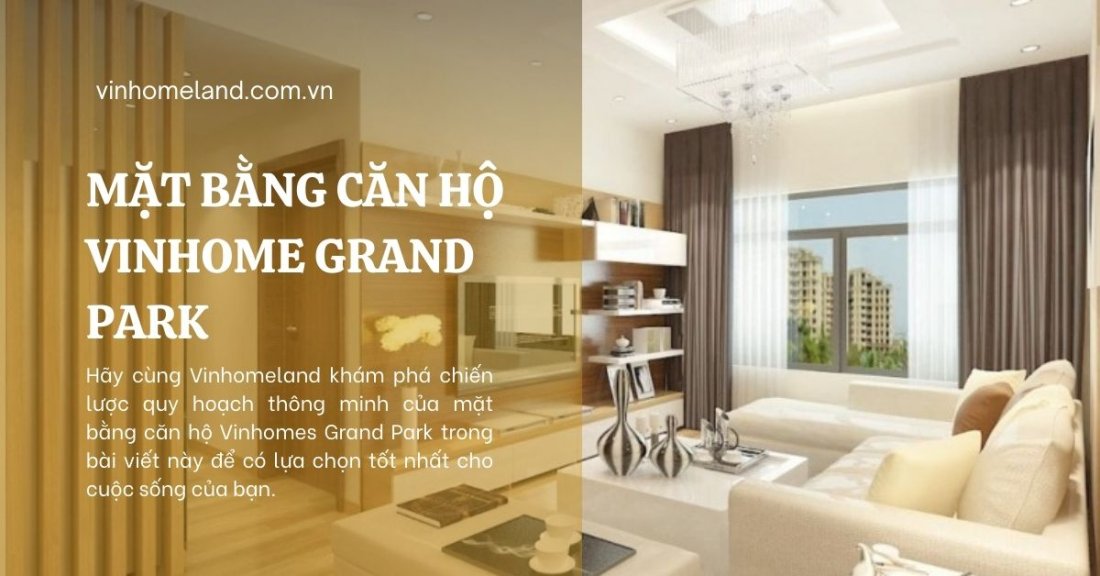 vinhomeland.com.vn
MẶT BẰNG CĂN HỘ
VINHOME GRAND
PARK
Hãy cùng Vinhomeland khám phá chiến
lược quy hoạch thông minh của mặt
bằng căn hộ Vinhomes Grand Park trong
bài viết này để có lựa chọn tốt nhất cho
cuộc sống của bạn.